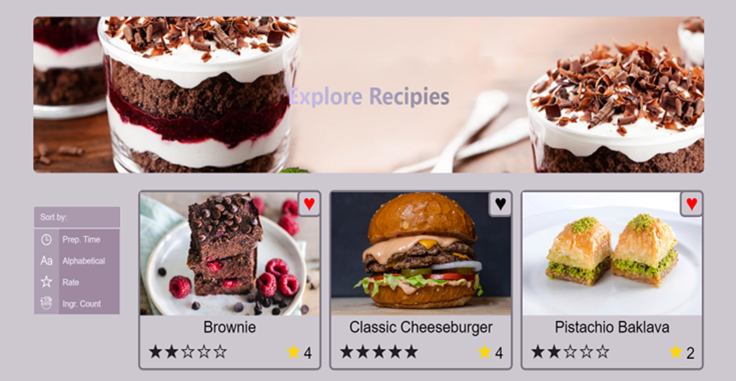 Explore Recipies
Sort by:
Prep. Time
Aa Alphabetical
Rate
Ingr. Count
Brownie
4
Classic Cheeseburger
4
Pistachio Baklava
2